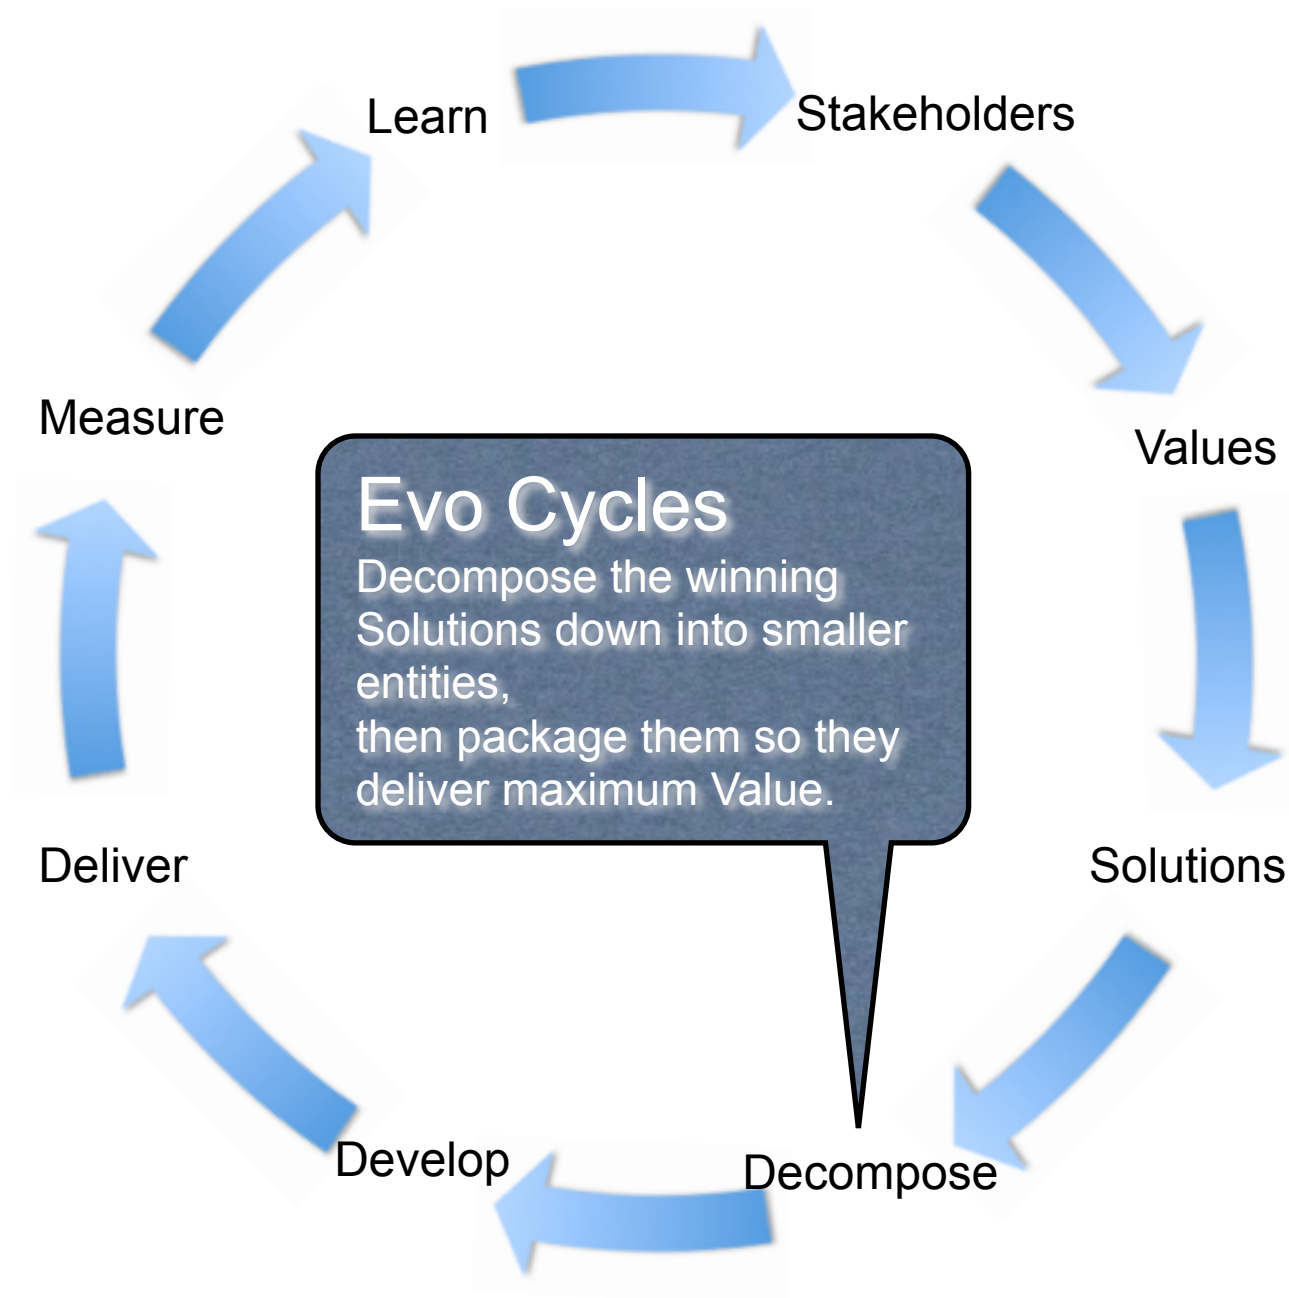 Learn
Stakeholders
Measure
Values
Evo Cycles
Decompose the winning
Solutions down into smaller
entities,
then package them so they
deliver maximum Value.
Deliver
Solutions
Develop
Decompose